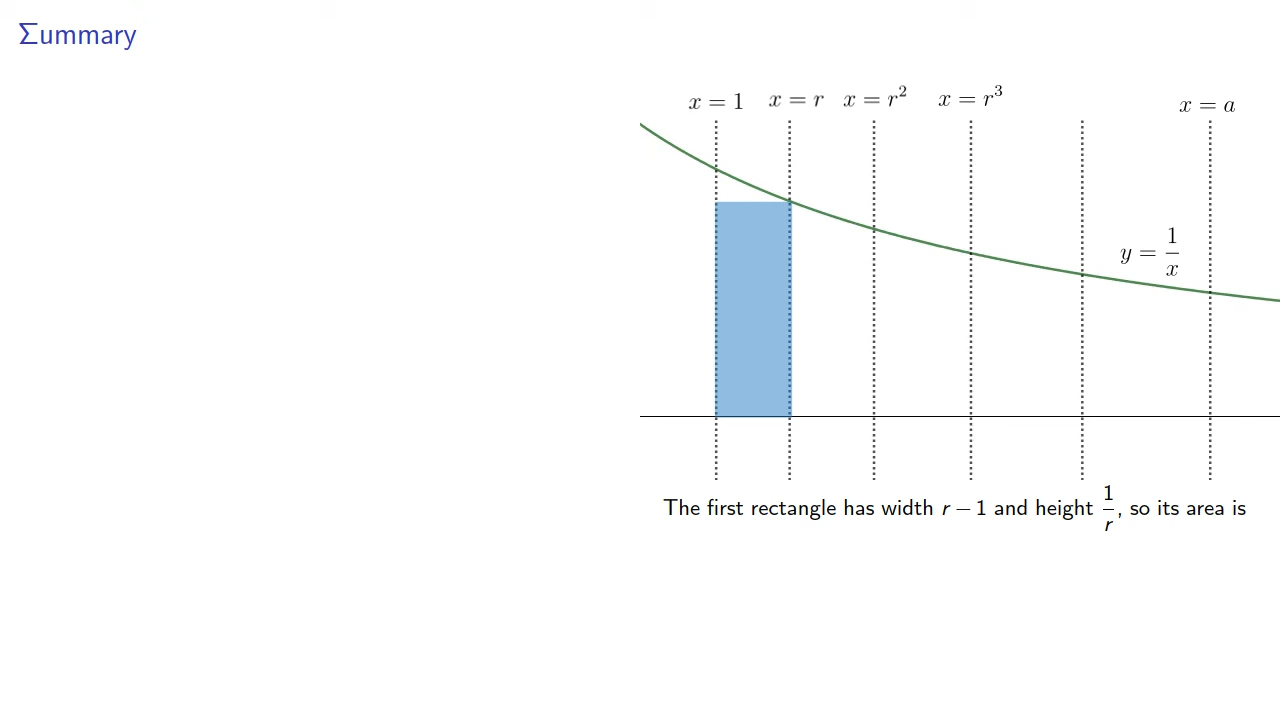 Σummary
x = 1 x = r x = r² x = r³ x = a
y = 1/x
The first rectangle has width r − 1 and height 1/r, so its area is